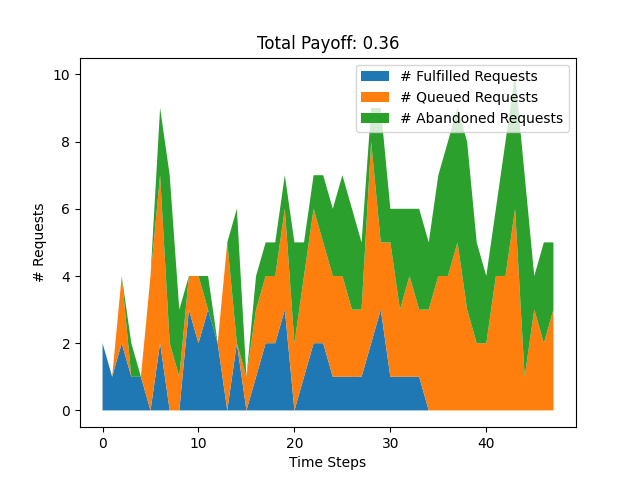 Total Payoff: 0.36
# Fulfilled Requests
# Queued Requests
# Abandoned Requests
10
8
6
4
2
0
# Requests
0 10 20 30 40
Time Steps